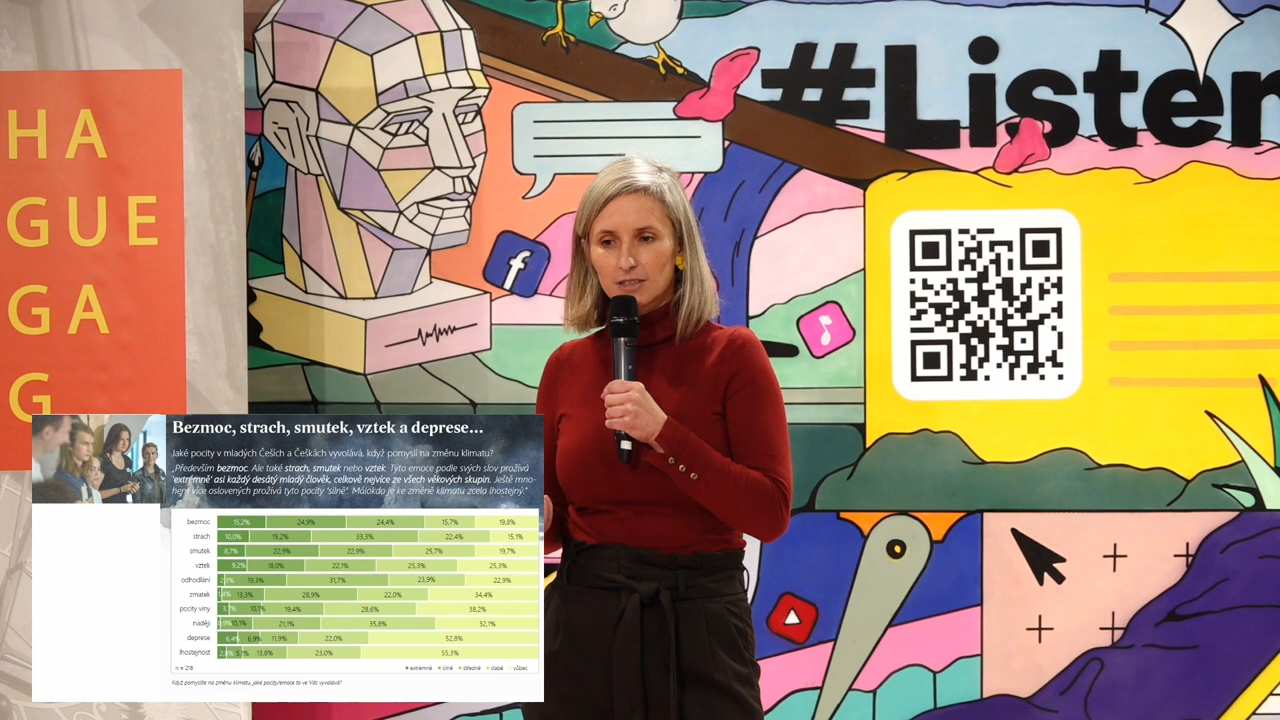 HA
GUE
GA
G
#Listen
Bezmoc, strach, smutek, vztek a deprese...
Jaké pocity v mladých Češích a Češkách vyvolává, když pomyslí na změnu klimatu?
„Především bezmoc. Ale také strach, smutek nebo vztek. Tyto emoce podle svých slov prožívá
'extrémně' asi každý desátý mladý člověk, celkově nejvíce ze všech věkových skupin. Ještě mno-
hem více oslovených prožívá tyto pocity 'silně'. Málokdo je ke změně klimatu zcela lhostejný."
bezmoc 15,2% 24,9% 24,4% 15,7% 19,8%
strach 10,0% 19,2% 33,3% 22,4% 15,1%
smutek 8,7% 22,9% 22,9% 25,7% 19,7%
vztek 9,2% 18,0% 22,1% 25,3% 25,3%
odhodlání 19,3% 31,7% 23,9% 22,9%
zmatek 13,3% 28,9% 22,0% 34,4%
pocity viny 10,1% 19,4% 28,6% 38,2%
naději 10,1% 21,1% 35,8% 32,1%
deprese 6,4% 6,9% 11,9% 22,0% 52,8%
lhostejnost 13,8% 23,0% 55,3%
n = 218 extrémně silně středně slabě vůbec
Když pomyslíte na změnu klimatu, jaké pocity/emoce to ve Vás vyvolává?